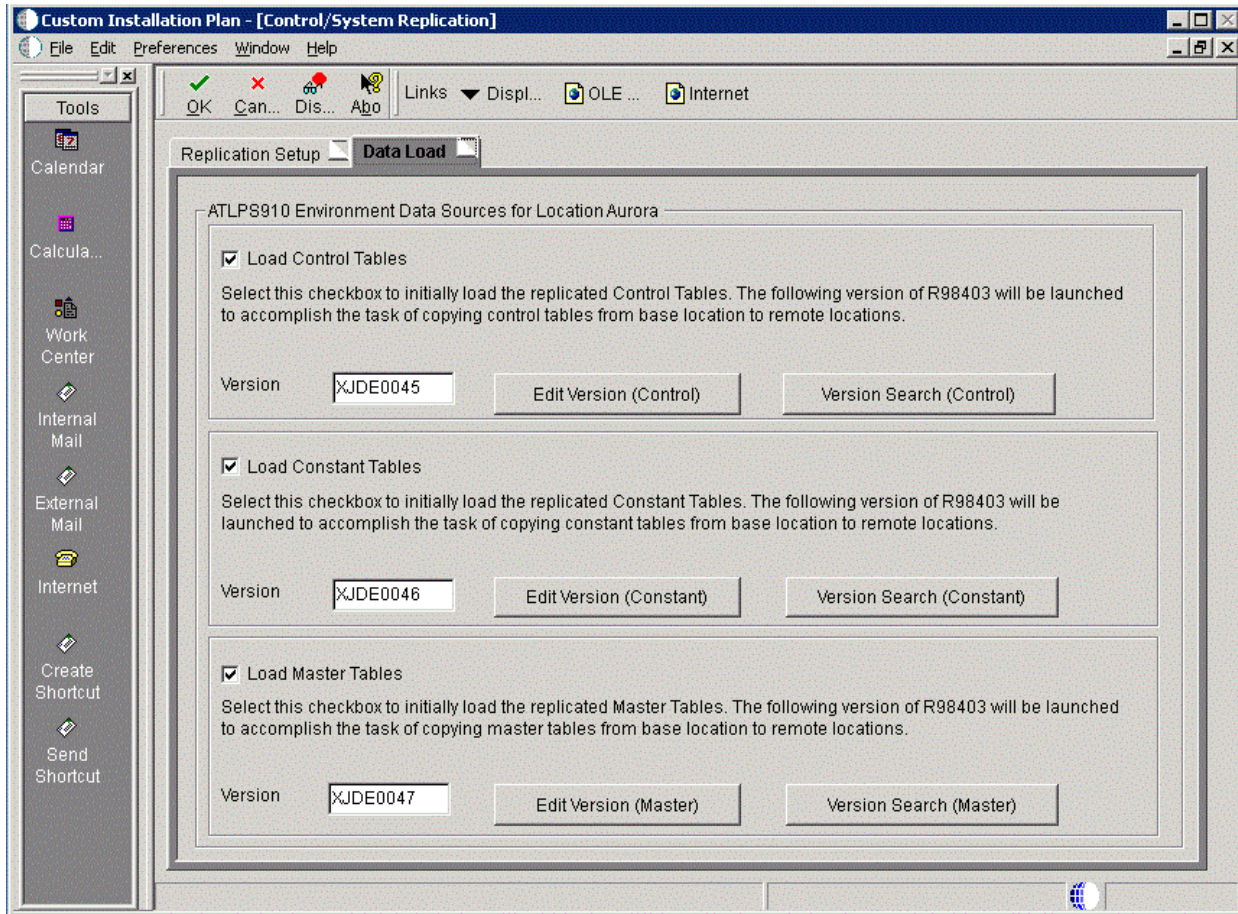 Custom Installation Plan - [Control/System Replication]
File Edit Preferences Window Help
Tools
Calendar
Calcula...
Work
Center
Internal
Mail
External
Mail
Internet
Create
Shortcut
Send
Shortcut
OK Can... Dis... Abo Links Displ... OLE ... Internet
Replication Setup Data Load
ATLPS910 Environment Data Sources for Location Aurora
Load Control Tables
Select this checkbox to initially load the replicated Control Tables. The following version of R98403 will be launched
to accomplish the task of copying control tables from base location to remote locations.
Version XJDE0045 Edit Version (Control) Version Search (Control)
Load Constant Tables
Select this checkbox to initially load the replicated Constant Tables. The following version of R98403 will be
launched to accomplish the task of copying constant tables from base location to remote locations.
Version XJDE0046 Edit Version (Constant) Version Search (Constant)
Load Master Tables
Select this checkbox to initially load the replicated Master Tables. The following version of R98403 will be launched
to accomplish the task of copying master tables from base location to remote locations.
Version XJDE0047 Edit Version (Master) Version Search (Master)